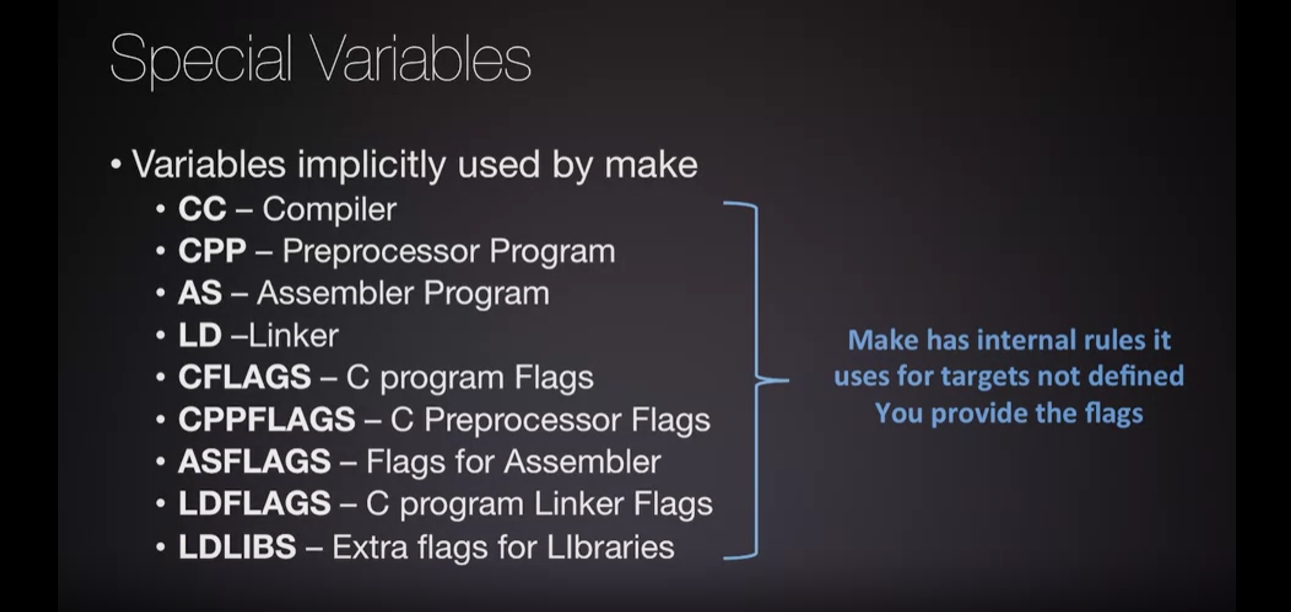 Special Variables
• Variables implicitly used by make
• CC – Compiler
• CPP – Preprocessor Program
• AS – Assembler Program
• LD –Linker
• CFLAGS – C program Flags
• CPPFLAGS – C Preprocessor Flags
• ASFLAGS – Flags for Assembler
• LDFLAGS – C program Linker Flags
• LDLIBS – Extra flags for LIbraries
Make has internal rules it
uses for targets not defined
You provide the flags